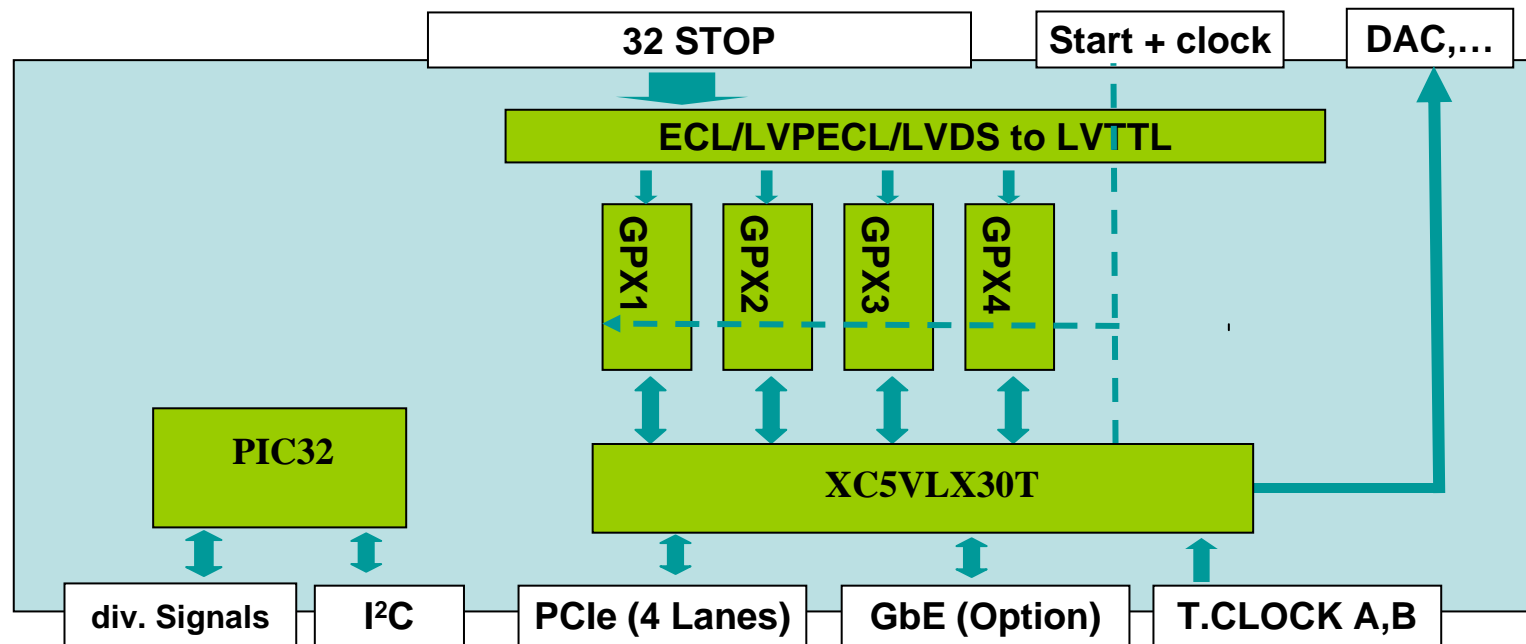 32 STOP
Start + clock
DAC,...
ECL/LVPECL/LVDS to LVTTL
GPX1
GPX2
GPX3
GPX4
PIC32
XC5VLX30T
div. Signals
I²C
PCIe (4 Lanes)
GbE (Option)
T.CLOCK A,B